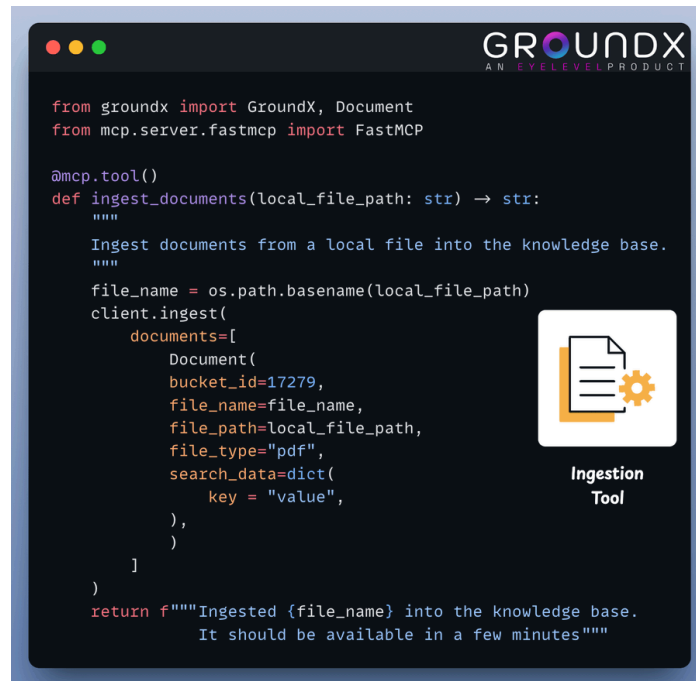 GROUNDX
AN EYELEVEL PRODUCT
from groundx import GroundX, Document
from mcp.server.fastmcp import FastMCP
@mcp.tool()
def ingest_documents(local_file_path: str) → str:
    """
    Ingest documents from a local file into the knowledge base.
    """
    file_name = os.path.basename(local_file_path)
    client.ingest(
        documents=[
            Document(
            bucket_id=17279,
            file_name=file_name,
            file_path=local_file_path,
            file_type="pdf",
            search_data=dict(
                key = "value",
            ),
            )
        ]
    )
    return f"""Ingested {file_name} into the knowledge base.
               It should be available in a few minutes"""
Ingestion
Tool